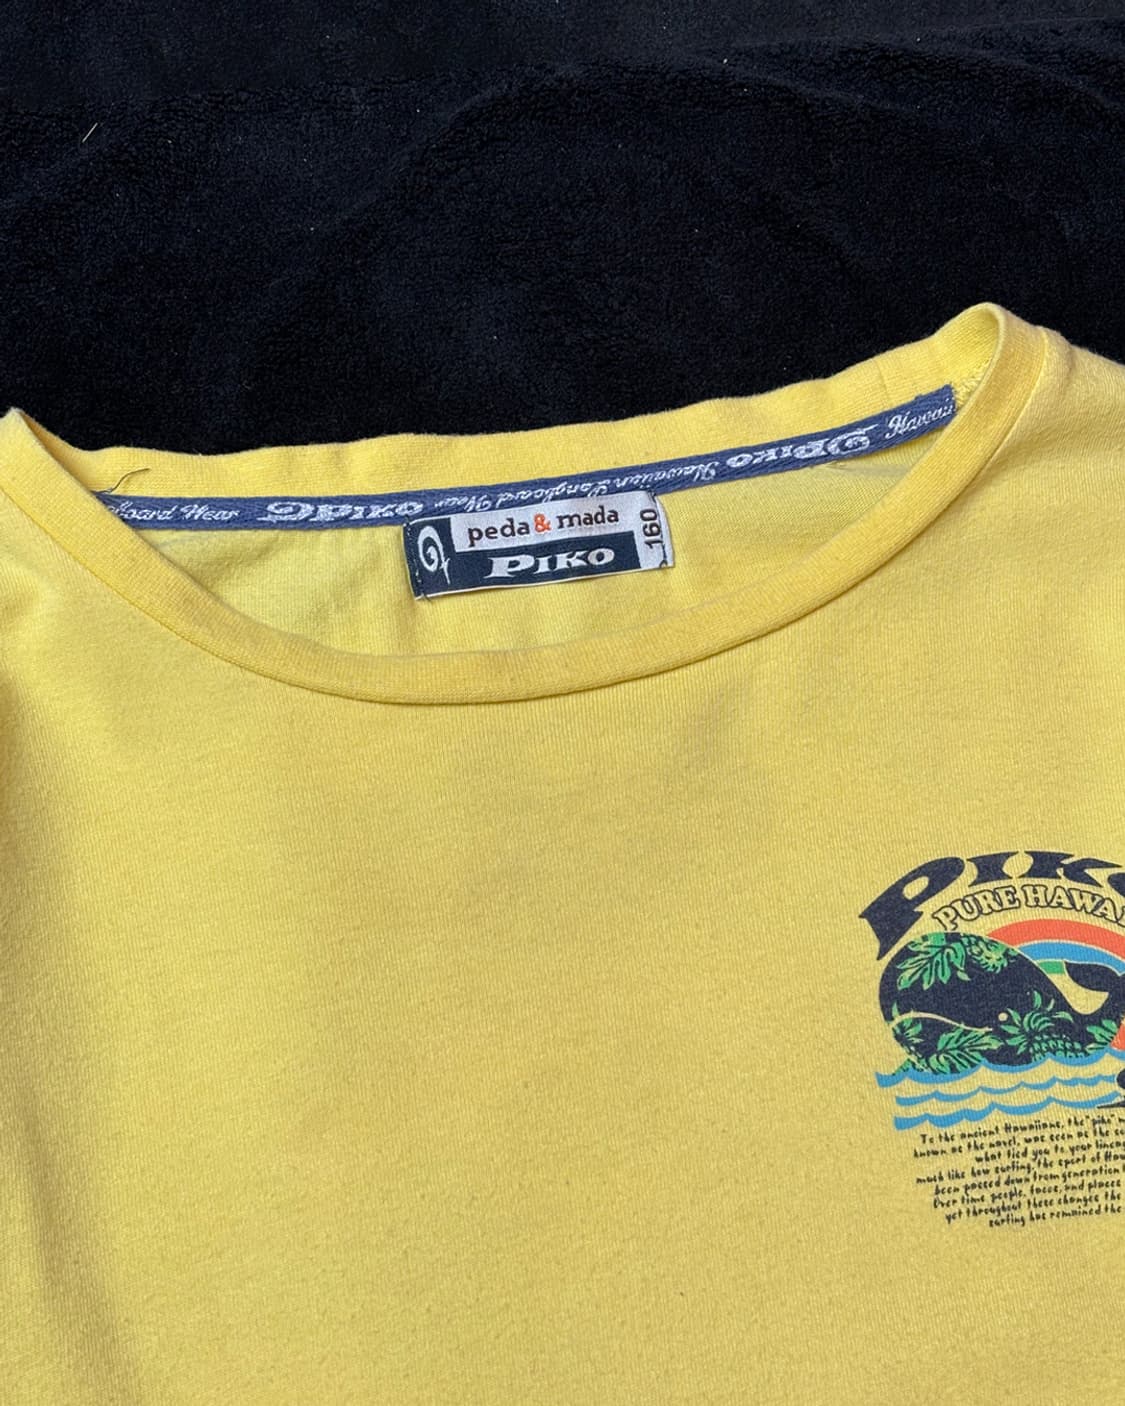 yboard Wear PIKO Hawaiian Longboard Wear PIKO Hawaii
peda & mada
PIKO
160
PIK
PURE HAWAI
To the ancient Hawaiians, the "piko"
known as the navel, was seen as the
what tied you to your
much like how surfing, the sport of
been passed down from generation
Over time people, faces, and places
yet throughout these changes the
surfing has remained the